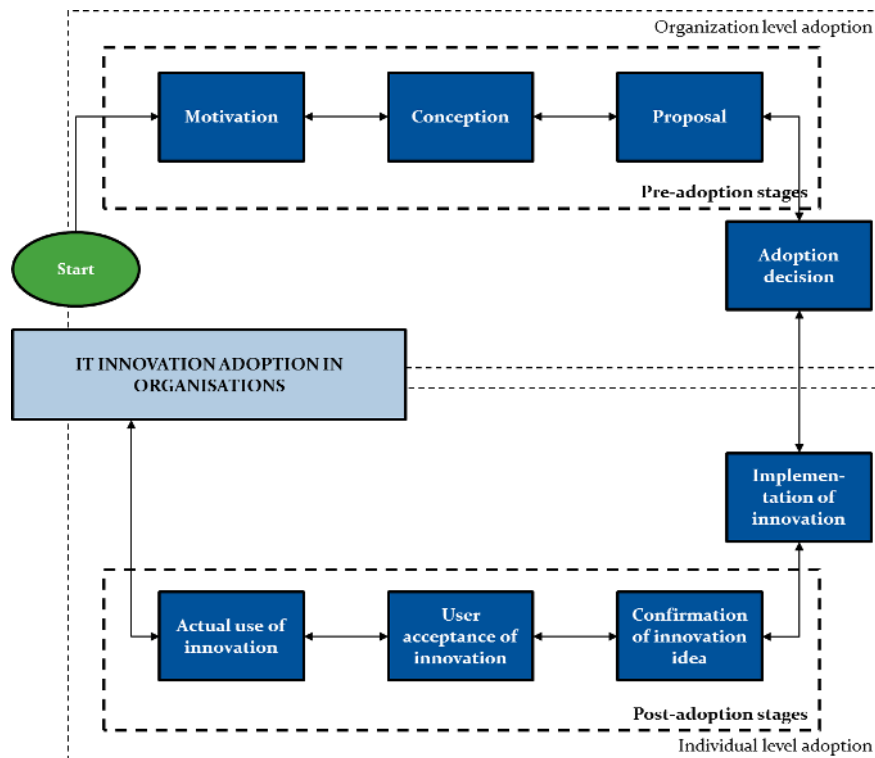 Organization level adoption
Motivation
Conception
Proposal
Pre-adoption stages
Start
Adoption
decision
IT INNOVATION ADOPTION IN
ORGANISATIONS
Implemen-
tation of
innovation
Actual use of
innovation
User
acceptance of
innovation
Confirmation
of innovation
idea
Post-adoption stages
Individual level adoption